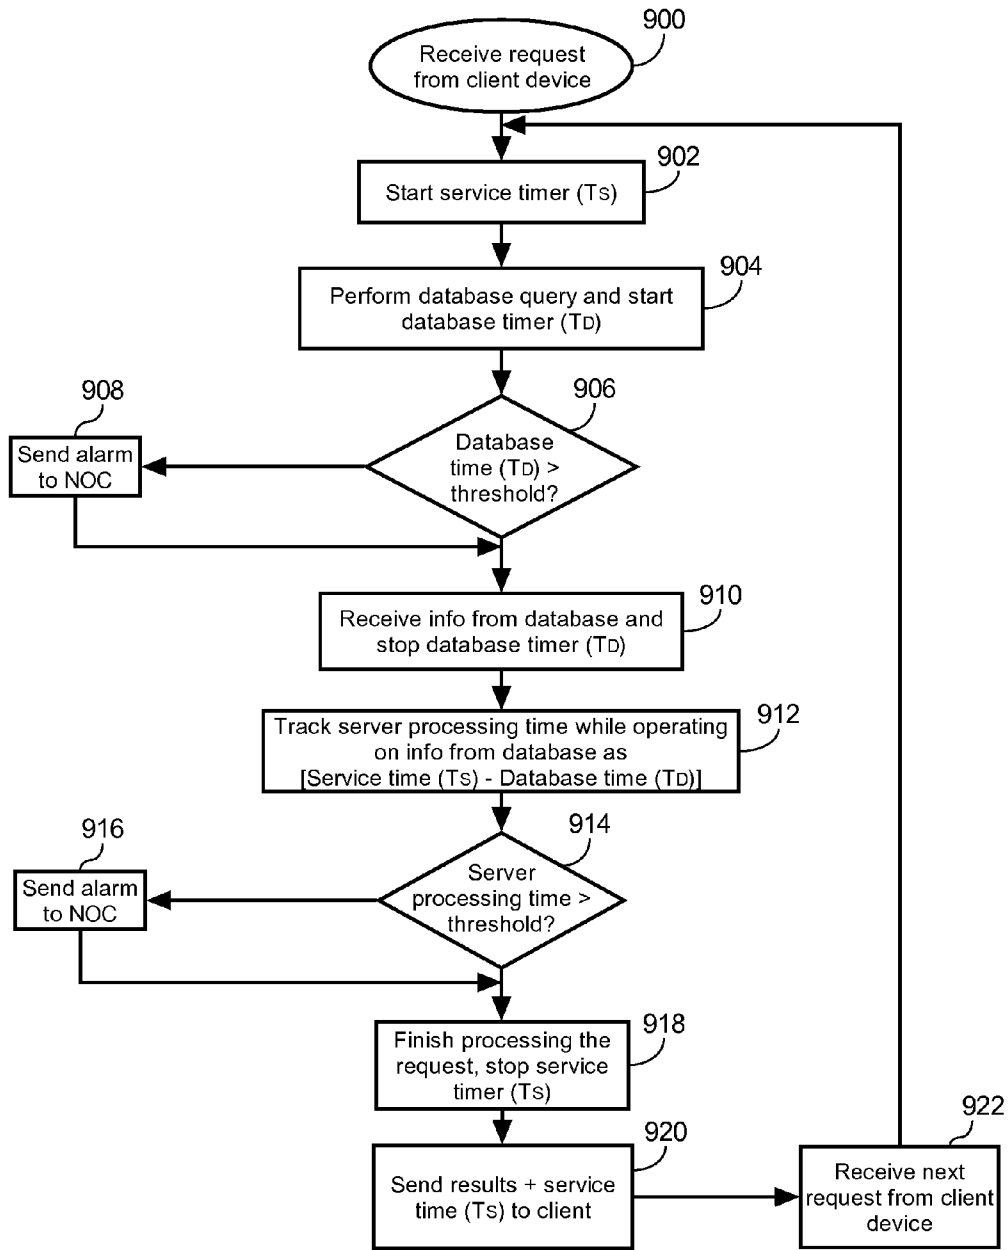 900
Receive request
from client device
902
Start service timer (Ts)
904
Perform database query and start
database timer (TD)
906
Database
time (TD) >
threshold?
908
Send alarm
to NOC
910
Receive info from database and
stop database timer (TD)
912
Track server processing time while operating
on info from database as
[Service time (Ts) - Database time (TD)]
914
Server
processing time >
threshold?
916
Send alarm
to NOC
918
Finish processing the
request, stop service
timer (Ts)
920
Send results + service
time (Ts) to client
922
Receive next
request from client
device